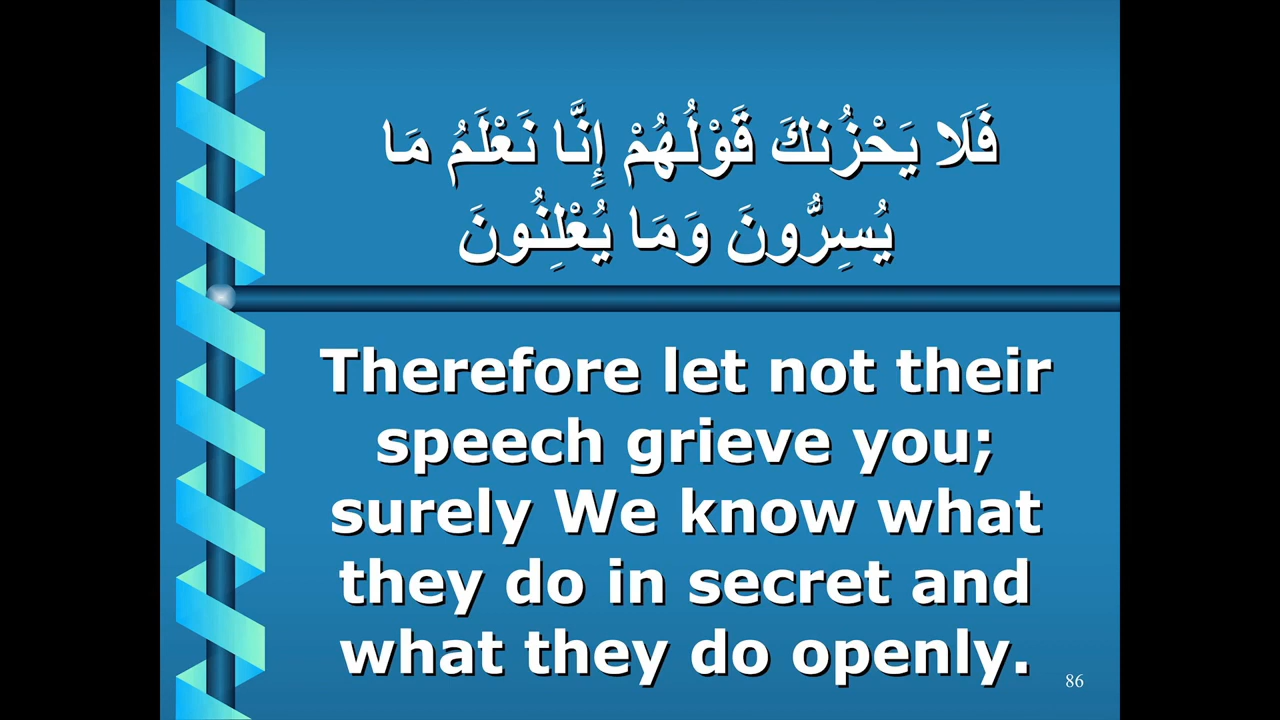 فَلَا يَحْزُنكَ قَوْلُهُمْ إِنَّا نَعْلَمُ مَا
يُسِرُّونَ وَمَا يُعْلِنُونَ
Therefore let not their
speech grieve you;
surely We know what
they do in secret and
what they do openly.
86